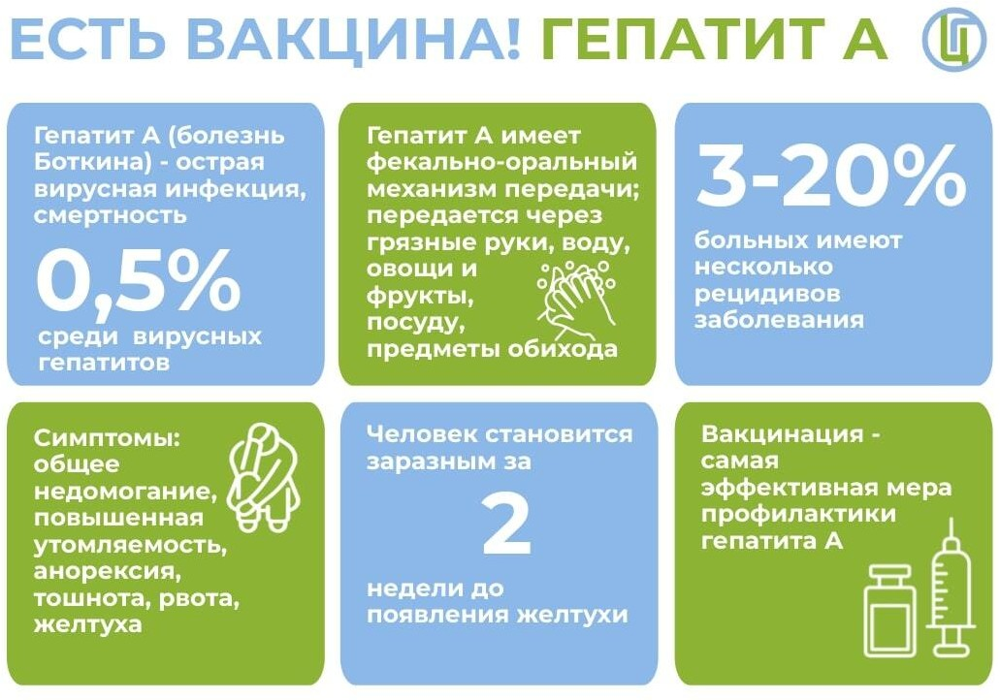 ЕСТЬ ВАКЦИНА! ГЕПАТИТ А
Гепатит А (болезнь
Боткина) - острая
вирусная инфекция,
смертность
0,5%
среди вирусных
гепатитов
Гепатит А имеет
фекально-оральный
механизм передачи;
передается через
грязные руки, воду,
овощи и
фрукты,
посуду,
предметы обихода
3-20%
больных имеют
несколько
рецидивов
заболевания
Симптомы:
общее
недомогание,
повышенная
утомляемость,
анорексия,
тошнота, рвота,
желтуха
Человек становится
заразным за
2
недели до
появления желтухи
Вакцинация -
самая
эффективная мера
профилактики
гепатита А